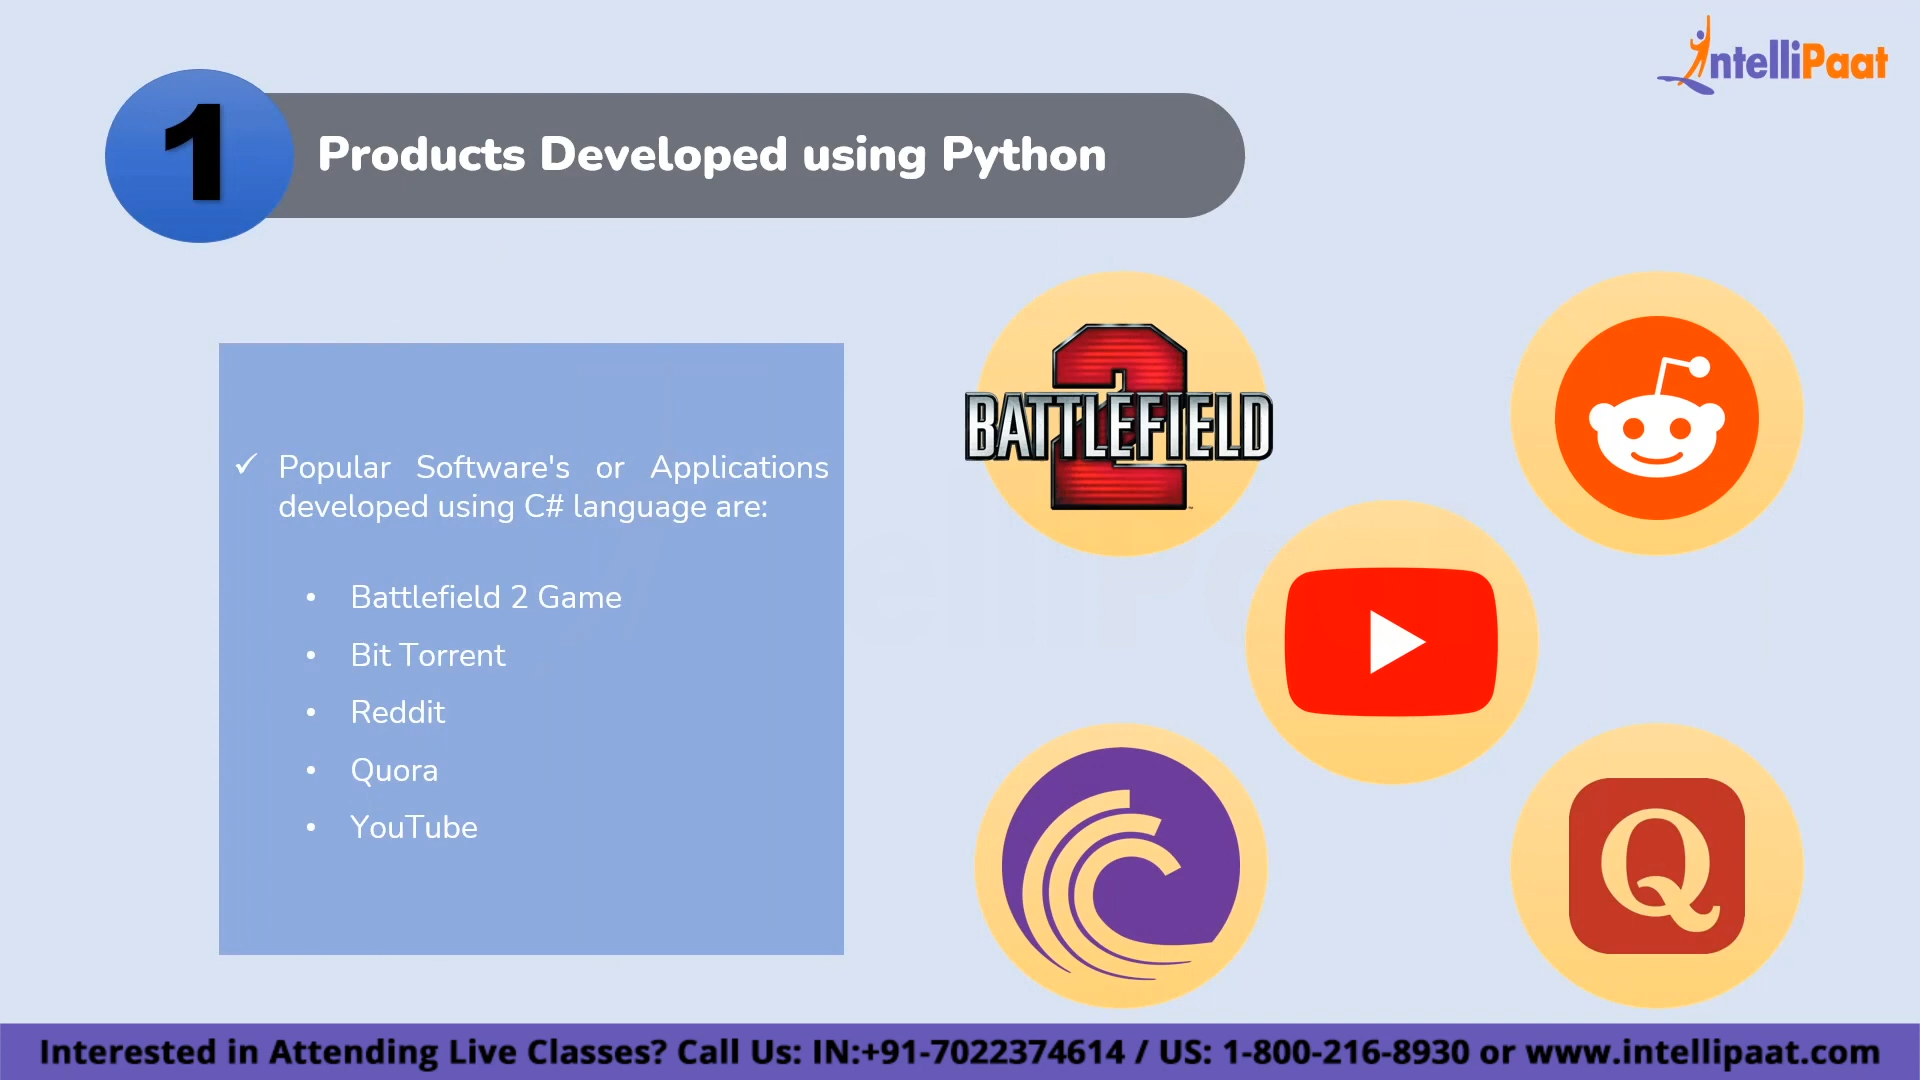 IntelliPaat
1
Products Developed using Python
✓ Popular Software's or Applications
developed using C# language are:
• Battlefield 2 Game
• Bit Torrent
• Reddit
• Quora
• YouTube
2
BATTLEFIELD
Q
Interested in Attending Live Classes? Call Us: IN:+91-7022374614 / US: 1-800-216-8930 or www.intellipaat.com